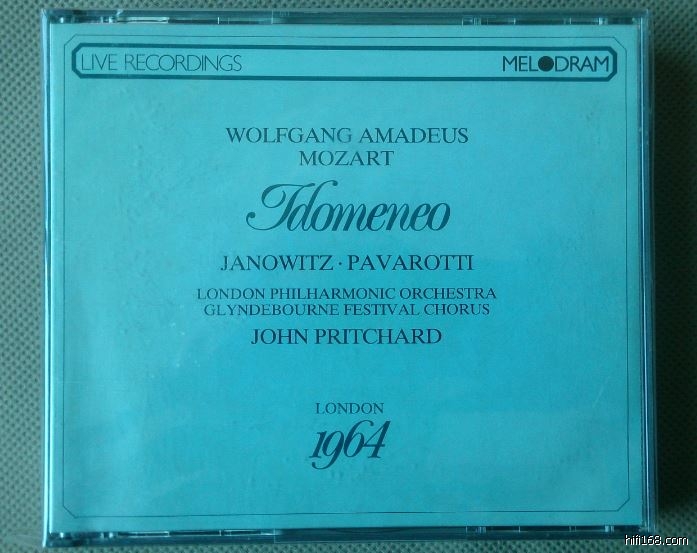 LIVE RECORDINGS
MELODRAM
WOLFGANG AMADEUS
MOZART
Idomeneo
JANOWITZ · PAVAROTTI
LONDON PHILHARMONIC ORCHESTRA
GLYNDEBOURNE FESTIVAL CHORUS
JOHN PRITCHARD
LONDON
1964
hifi168.com